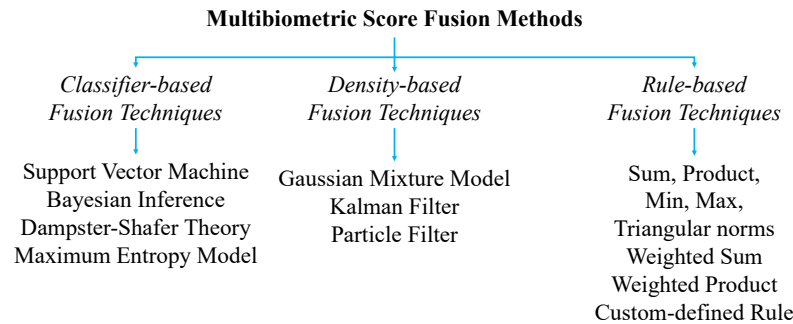 Multibiometric Score Fusion Methods
Classifier-based
Fusion Techniques
Support Vector Machine
Bayesian Inference
Dampster-Shafer Theory
Maximum Entropy Model
Density-based
Fusion Techniques
Gaussian Mixture Model
Kalman Filter
Particle Filter
Rule-based
Fusion Techniques
Sum, Product,
Min, Max,
Triangular norms
Weighted Sum
Weighted Product
Custom-defined Rule